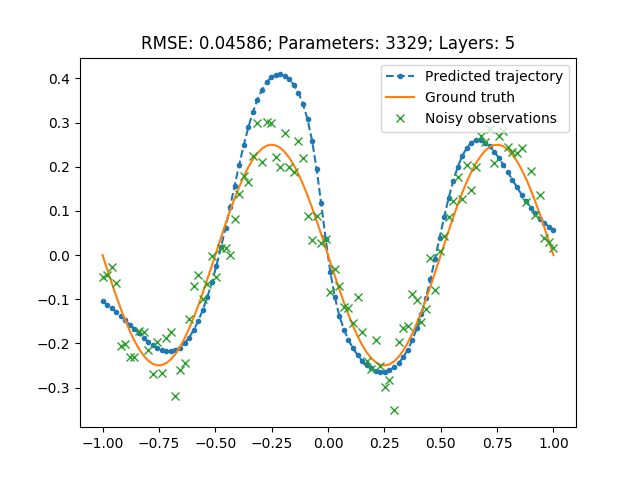 RMSE: 0.04586; Parameters: 3329; Layers: 5
Predicted trajectory
Ground truth
Noisy observations
0.4
0.3
0.2
0.1
0.0
−0.1
−0.2
−0.3
−1.00 −0.75 −0.50 −0.25 0.00 0.25 0.50 0.75 1.00